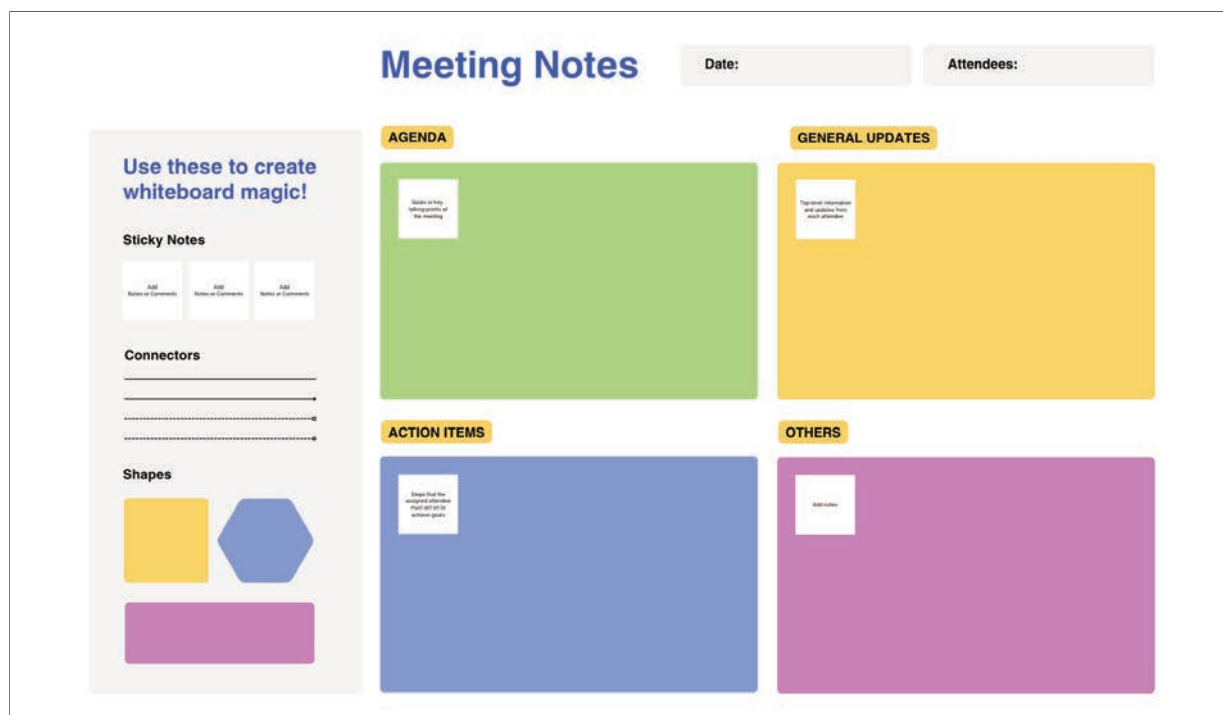 Meeting Notes
Date:
Attendees:
Use these to create
whiteboard magic!
Sticky Notes
Add
Notes or Comments
Add
Notes or Comments
Add
Notes or Comments
Connectors
Shapes
AGENDA
Goals or key
talking points of
the meeting
GENERAL UPDATES
Top-level information
and updates from
each attendee
ACTION ITEMS
Steps that the
assigned attendee
achieve goals
OTHERS
Add notes